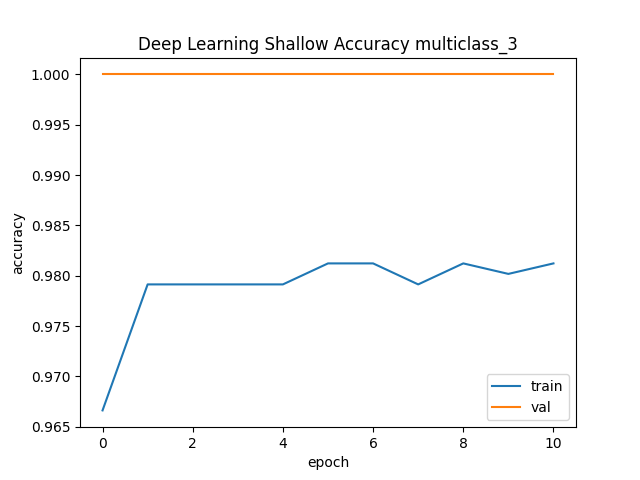 Deep Learning Shallow Accuracy multiclass_3
1.000
0.995
0.990
0.985
0.980
0.975
0.970
0.965
accuracy
0 2 4 6 8 10
epoch
train
val